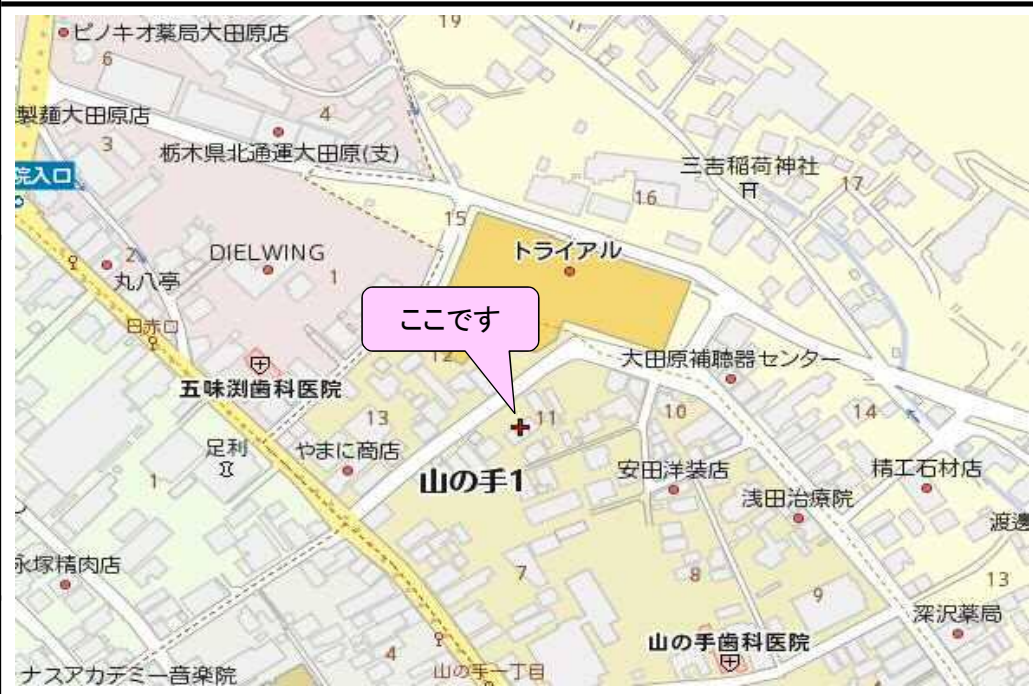 19
ピノキオ薬局大田原店
6
製麺大田原店
4
3
栃木県北通運大田原(支)
三吉稲荷神社
院入口
16
17
15
トライアル
DIELWING
2
1
丸八亭
ここです
日赤口
12
大田原補聴器センター
五味渕歯科医院
13
11
10
14
足利
やまに商店
山の手1
安田洋装店
精工石材店
1
浅田治療院
渡邊
永塚精肉店
7
8
13
9
深沢薬局
山の手歯科医院
4
ナスアカデミー音楽院
山の手一丁目